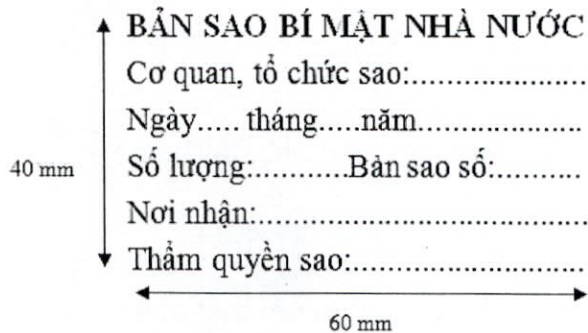 BẢN SAO BÍ MẬT NHÀ NƯỚC
Cơ quan, tổ chức sao:......................
Ngày..... tháng.....năm.....................
Số lượng:..........Bản sao số:..........
Nơi nhận:.........................................
Thẩm quyền sao:.............................
40 mm
60 mm